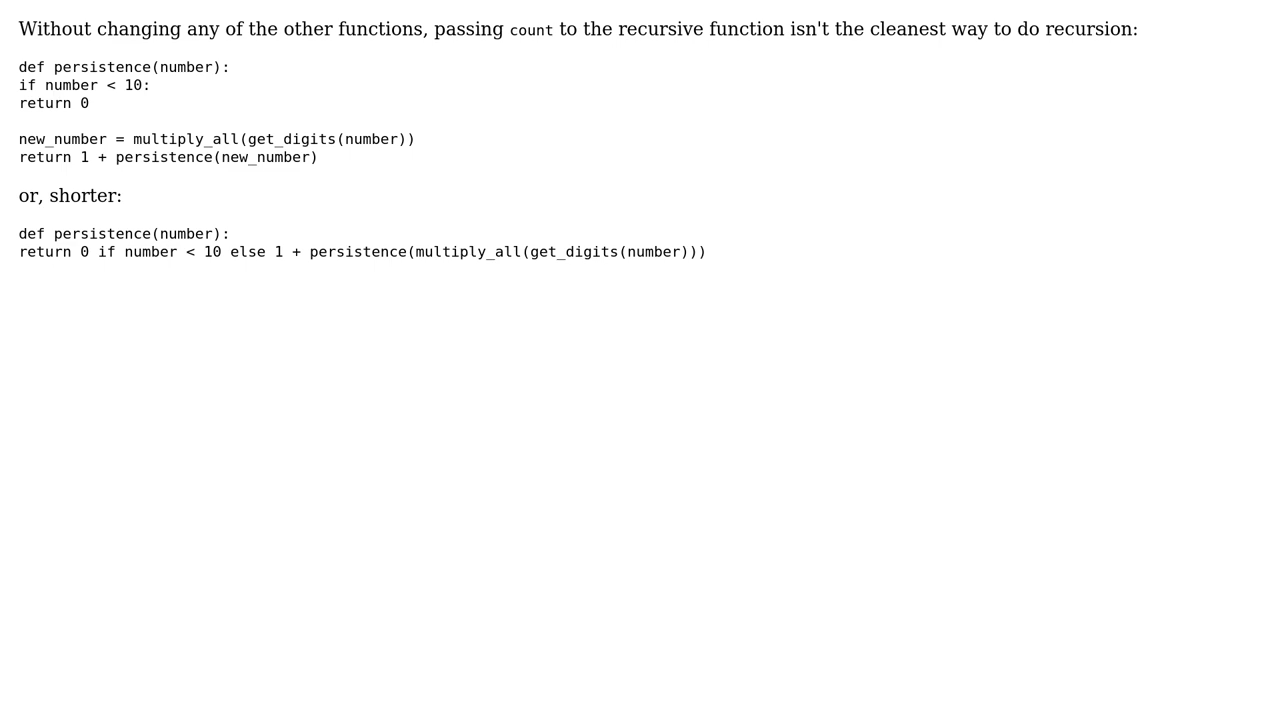 Without changing any of the other functions, passing count to the recursive function isn't the cleanest way to do recursion:
def persistence(number):
if number < 10:
return 0
new_number = multiply_all(get_digits(number))
return 1 + persistence(new_number)
or, shorter:
def persistence(number):
return 0 if number < 10 else 1 + persistence(multiply_all(get_digits(number)))